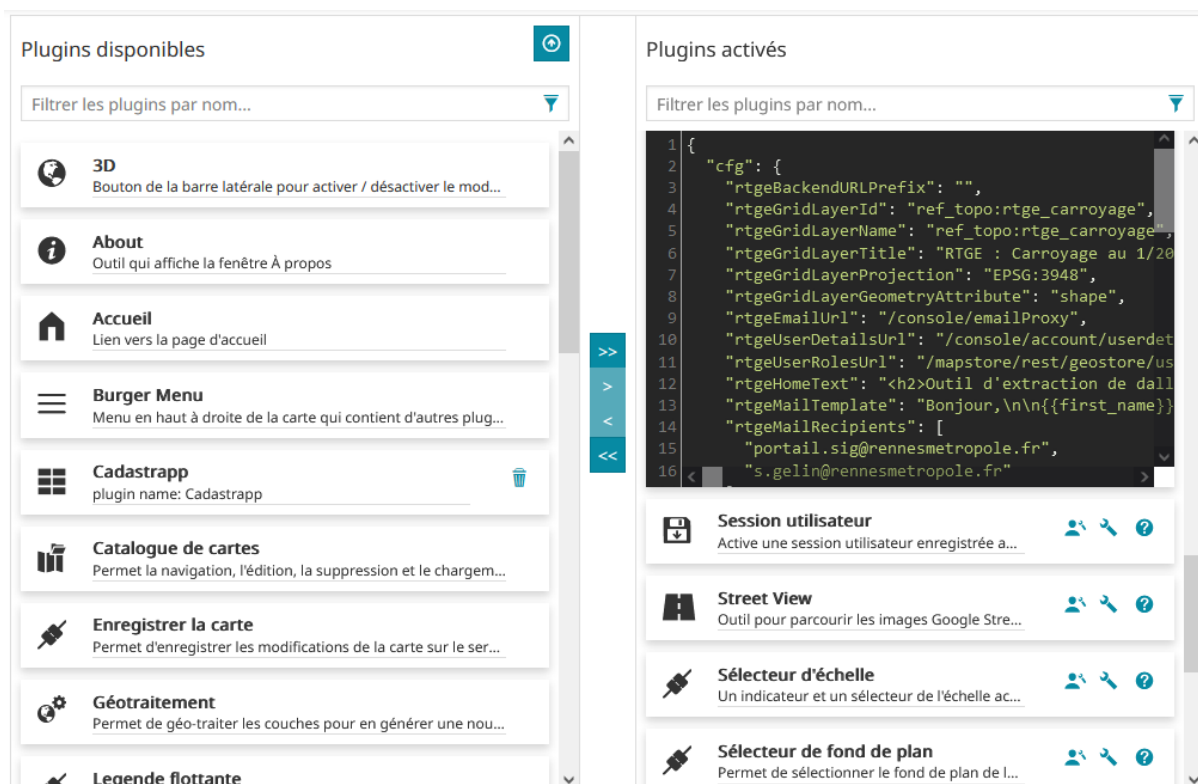 Plugins disponibles
Filtrer les plugins par nom...
3D
Bouton de la barre latérale pour activer / désactiver le mod...
About
Outil qui affiche la fenêtre À propos
Accueil
Lien vers la page d'accueil
Burger Menu
Menu en haut à droite de la carte qui contient d'autres plug...
Cadastrapp
plugin name: Cadastrapp
Catalogue de cartes
Permet la navigation, l'édition, la suppression et le chargem...
Enregistrer la carte
Permet d'enregistrer les modifications de la carte sur le ser...
Géotraitement
Permet de géo-traiter les couches pour en générer une nou...
Legende flottante
>>
>
<
<<
Plugins activés
Filtrer les plugins par nom...
1 {
2 "cfg": {
3 "rtgeBackendURLPrefix": "",
4 "rtgeGridLayerId": "ref_topo:rtge_carroyage",
5 "rtgeGridLayerName": "ref_topo:rtge_carroyage",
6 "rtgeGridLayerTitle": "RTGE : Carroyage au 1/20
7 "rtgeGridLayerProjection": "EPSG:3948",
8 "rtgeGridLayerGeometryAttribute": "shape",
9 "rtgeEmailUrl": "/console/emailProxy",
10 "rtgeUserDetailsUrl": "/console/account/userdet
11 "rtgeUserRolesUrl": "/mapstore/rest/geostore/us
12 "rtgeHomeText": "<h2>Outil d'extraction de dall
13 "rtgeMailTemplate": "Bonjour,\n\n{{first_name}}
14 "rtgeMailRecipients": [
15 "portail.sig@rennesmetropole.fr",
16 "s.gelin@rennesmetropole.fr"
Session utilisateur
Active une session utilisateur enregistrée a...
Street View
Outil pour parcourir les images Google Stre...
Sélecteur d'échelle
Un indicateur et un sélecteur de l'échelle ac...
Sélecteur de fond de plan
Permet de sélectionner le fond de plan de l...